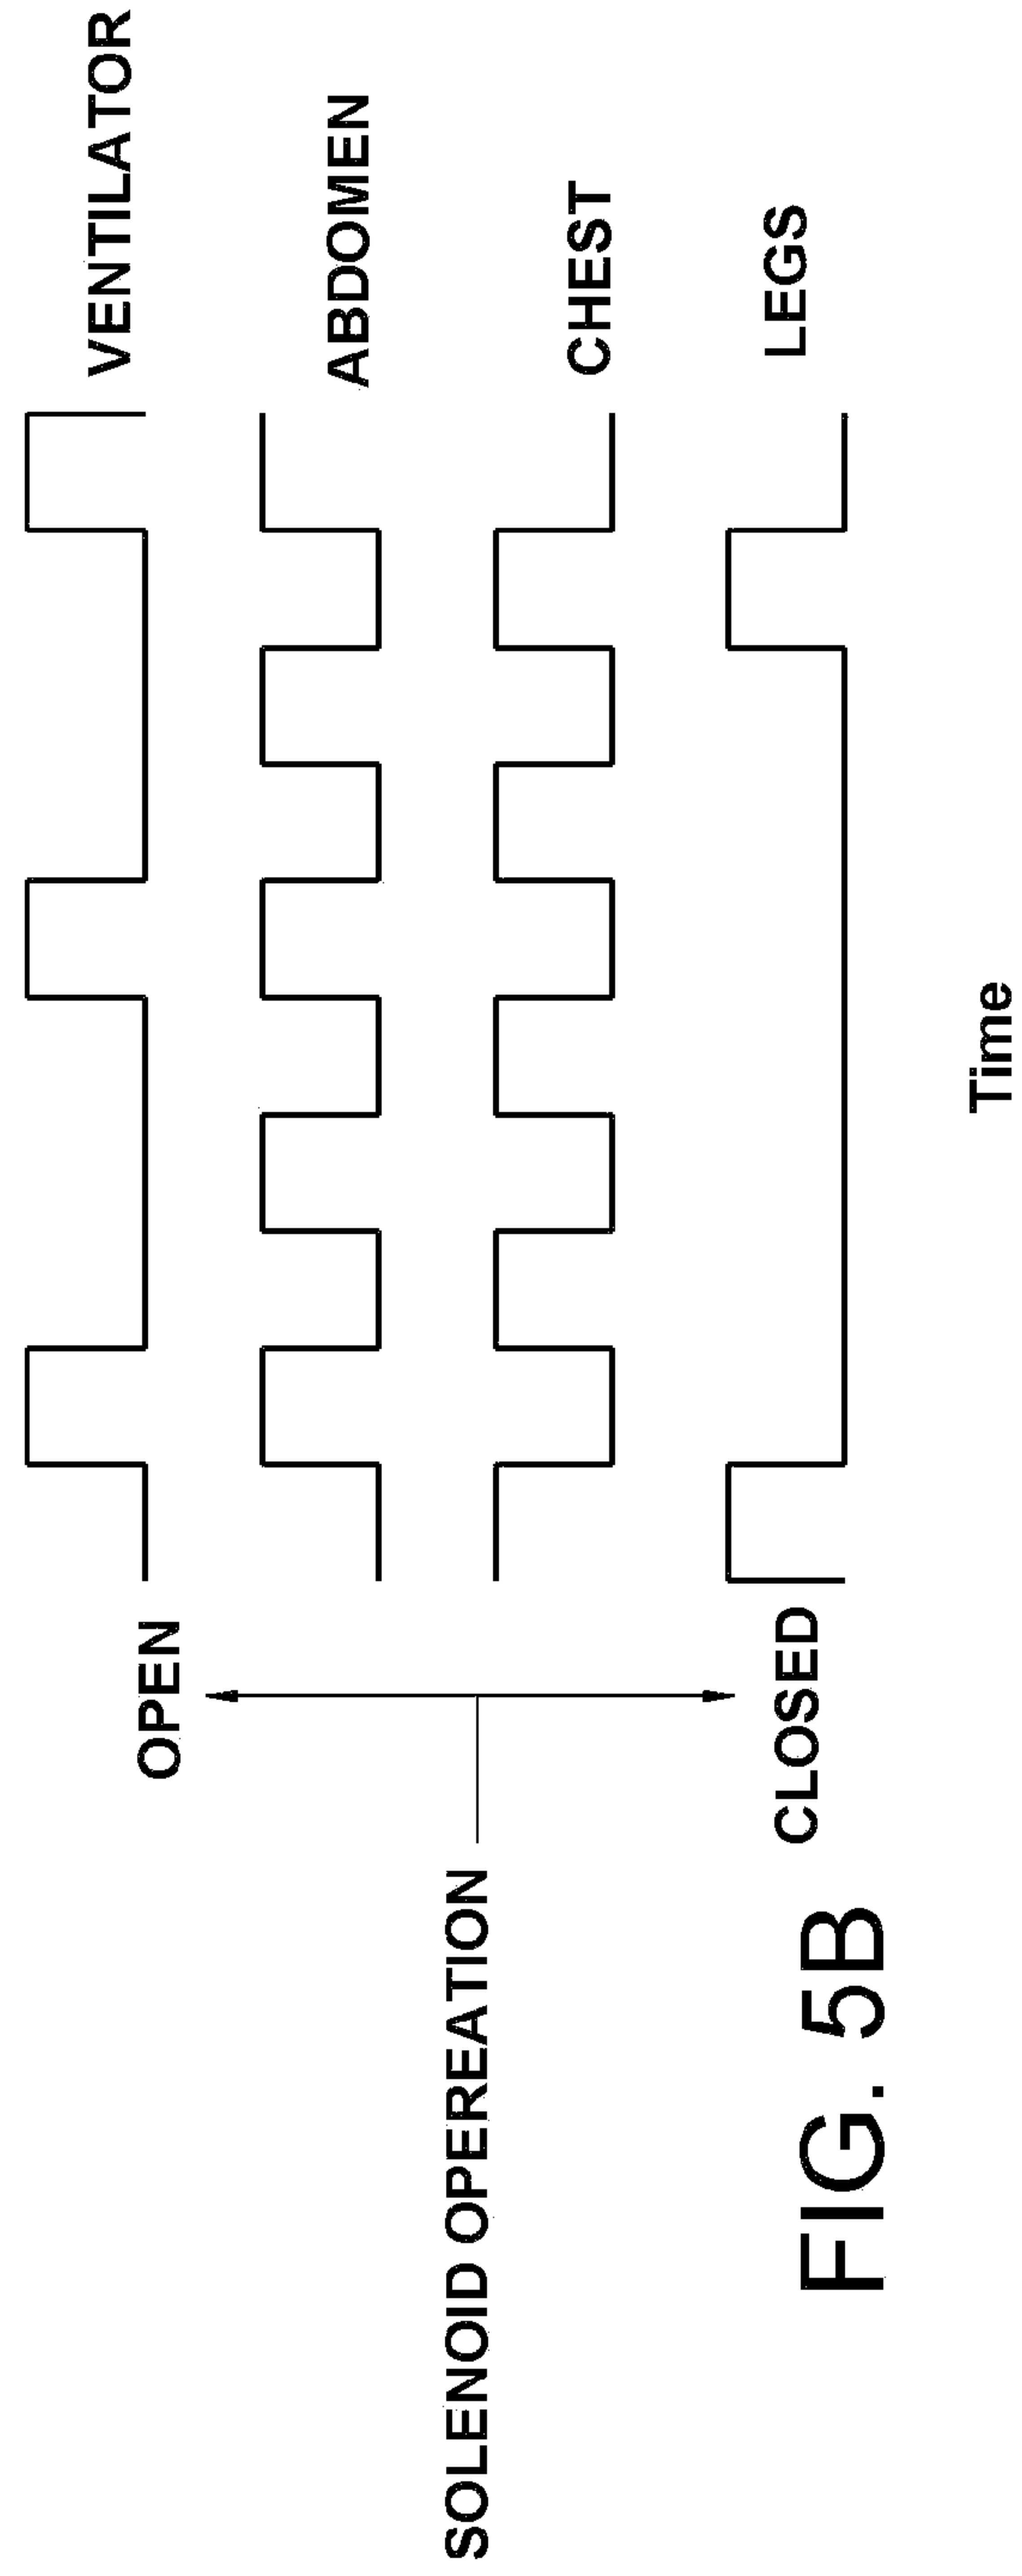 VENTILATOR
OPEN
ABDOMEN
SOLENOID OPEREATION
CHEST
LEGS
CLOSED
Time
FIG. 5B